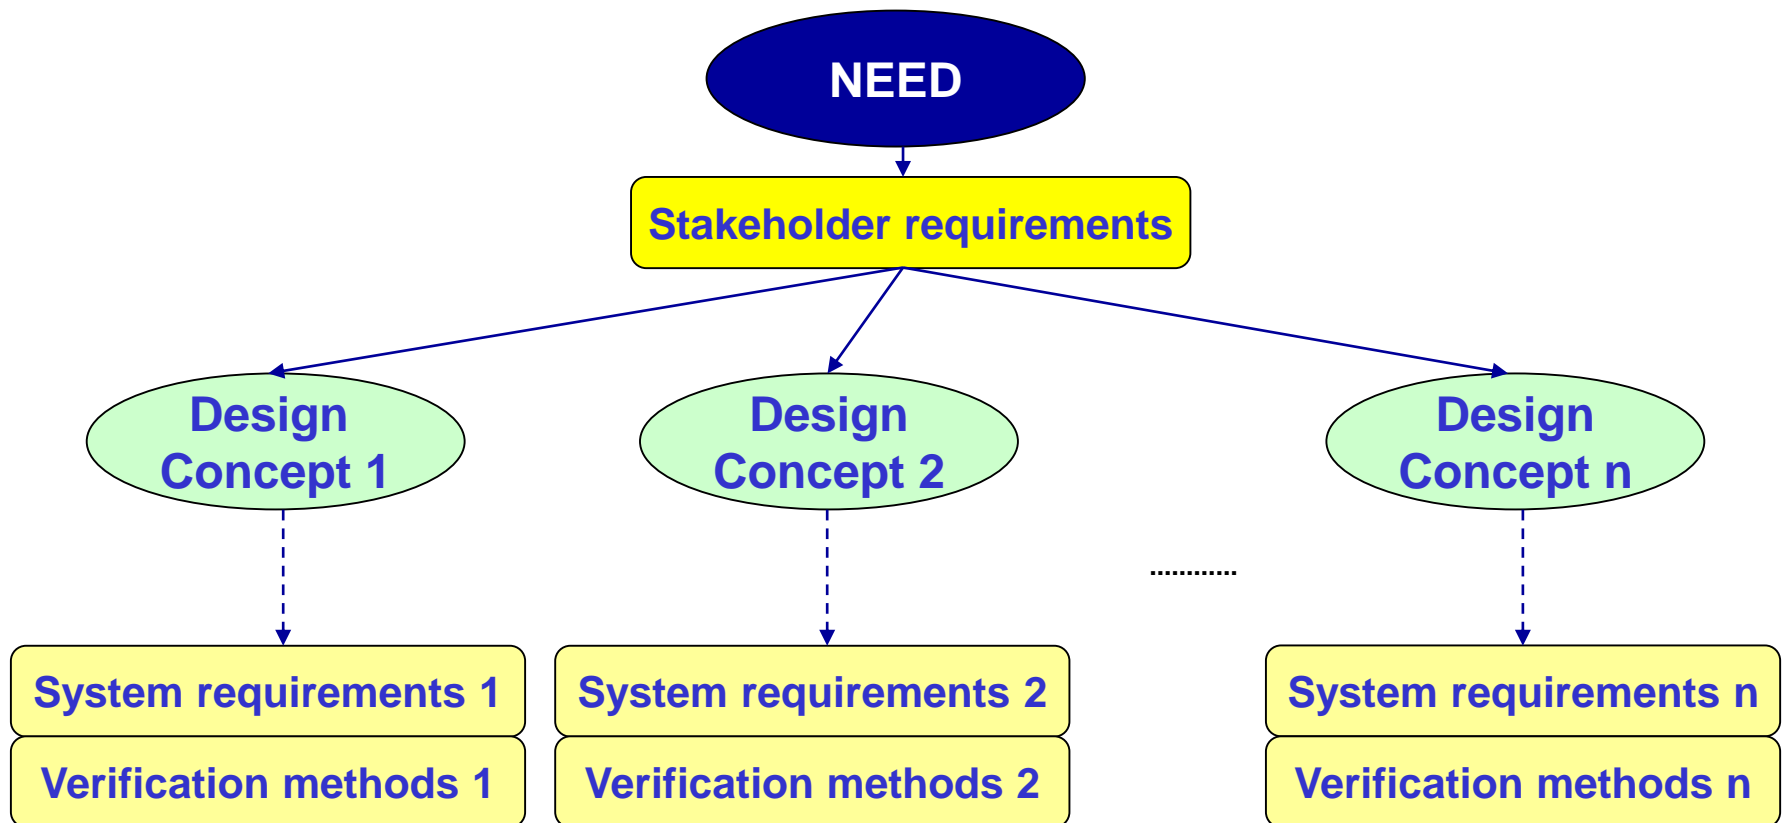 NEED
Stakeholder requirements
Design
Concept 1
Design
Concept 2
Design
Concept n
............
System requirements 1
Verification methods 1
System requirements 2
Verification methods 2
System requirements n
Verification methods n